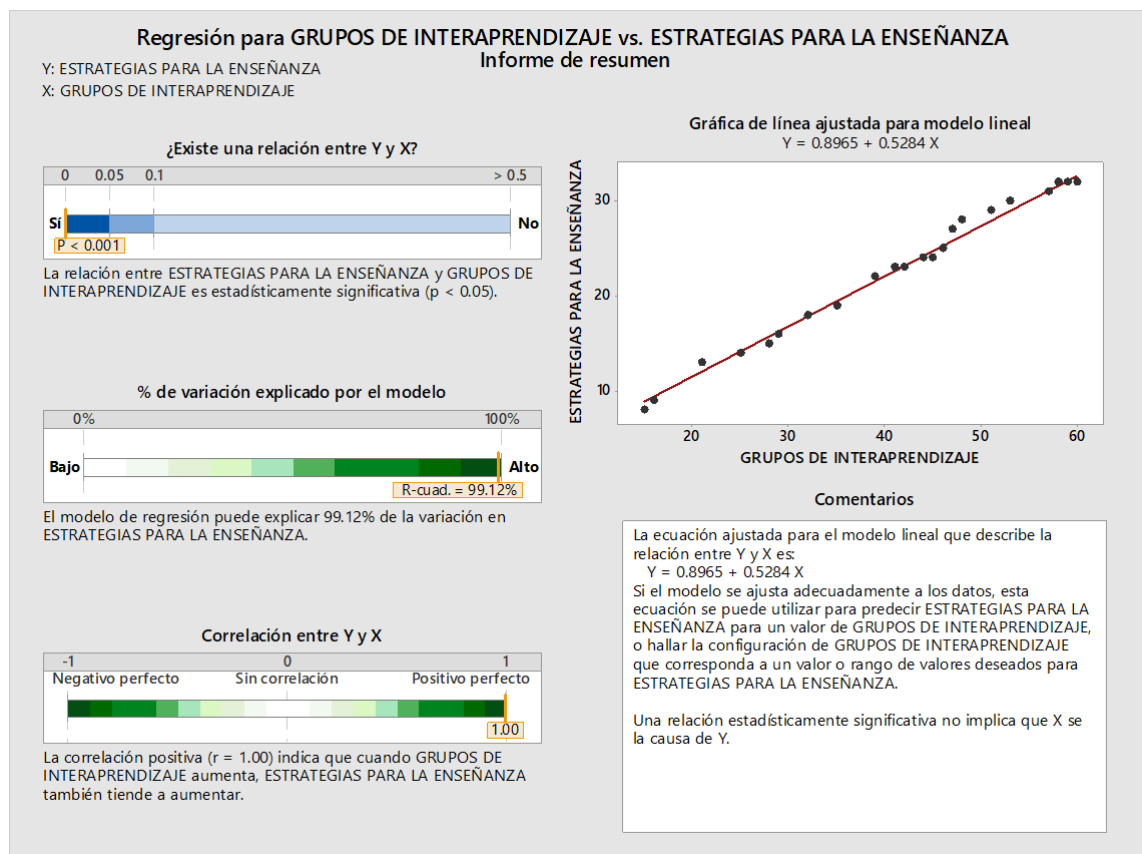 Regresión para GRUPOS DE INTERAPRENDIZAJE vs. ESTRATEGIAS PARA LA ENSEÑANZA
Informe de resumen
Y: ESTRATEGIAS PARA LA ENSEÑANZA
X: GRUPOS DE INTERAPRENDIZAJE
¿Existe una relación entre Y y X?
0 0.05 0.1 > 0.5
Sí No
P < 0.001
La relación entre ESTRATEGIAS PARA LA ENSEÑANZA y GRUPOS DE
INTERAPRENDIZAJE es estadísticamente significativa (p < 0.05).
% de variación explicado por el modelo
0% 100%
Bajo Alto
R-cuad. = 99.12%
El modelo de regresión puede explicar 99.12% de la variación en
ESTRATEGIAS PARA LA ENSEÑANZA.
Correlación entre Y y X
-1 0 1
Negativo perfecto Sin correlación Positivo perfecto
1.00
La correlación positiva (r = 1.00) indica que cuando GRUPOS DE
INTERAPRENDIZAJE aumenta, ESTRATEGIAS PARA LA ENSEÑANZA
también tiende a aumentar.
Gráfica de línea ajustada para modelo lineal
Y = 0.8965 + 0.5284 X
ESTRATEGIAS PARA LA ENSEÑANZA
30
20
10
20 30 40 50 60
GRUPOS DE INTERAPRENDIZAJE
Comentarios
La ecuación ajustada para el modelo lineal que describe la
relación entre Y y X es:
Y = 0.8965 + 0.5284 X
Si el modelo se ajusta adecuadamente a los datos, esta
ecuación se puede utilizar para predecir ESTRATEGIAS PARA LA
ENSEÑANZA para un valor de GRUPOS DE INTERAPRENDIZAJE,
o hallar la configuración de GRUPOS DE INTERAPRENDIZAJE
que corresponda a un valor o rango de valores deseados para
ESTRATEGIAS PARA LA ENSEÑANZA.
Una relación estadísticamente significativa no implica que X se
la causa de Y.